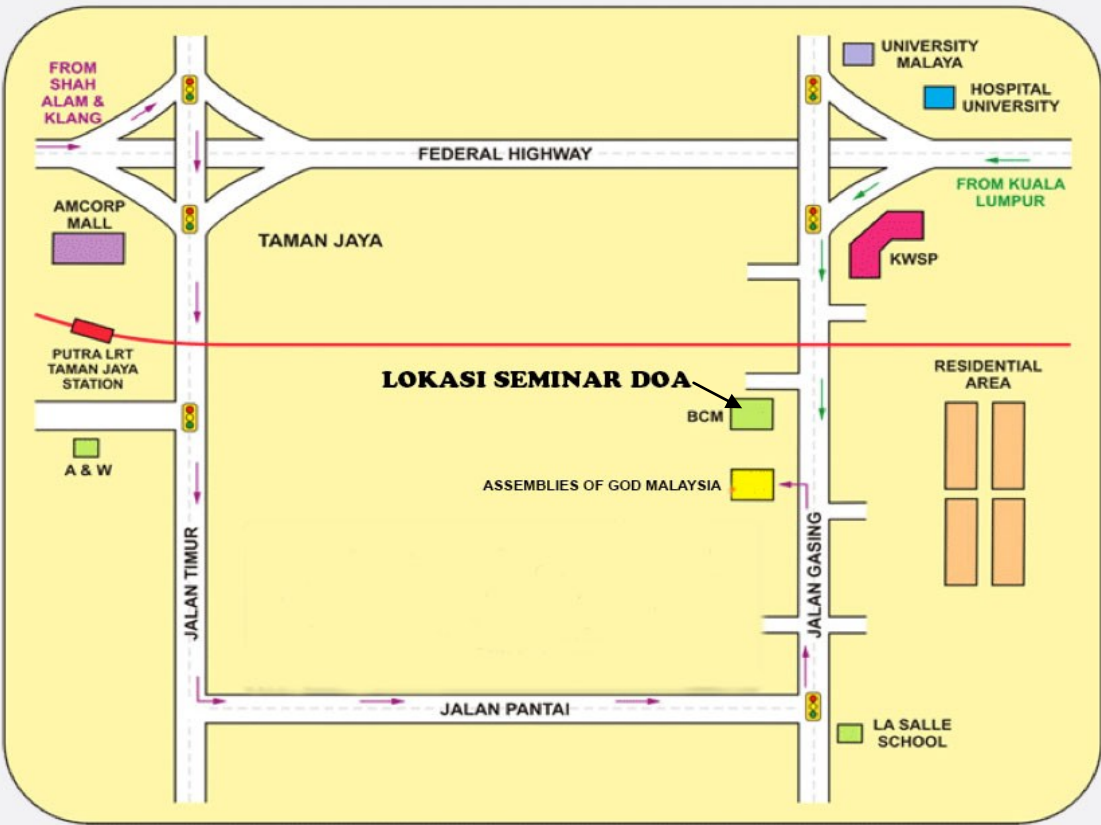 FROM
SHAH
ALAM &
KLANG
UNIVERSITY
MALAYA
HOSPITAL
UNIVERSITY
FEDERAL HIGHWAY
FROM KUALA
LUMPUR
AMCORP
MALL
TAMAN JAYA
KWSP
PUTRA LRT
TAMAN JAYA
STATION
LOKASI SEMINAR DOA
RESIDENTIAL
AREA
BCM
A & W
ASSEMBLIES OF GOD MALAYSIA
JALAN TIMUR
JALAN GASING
JALAN PANTAI
LA SALLE
SCHOOL